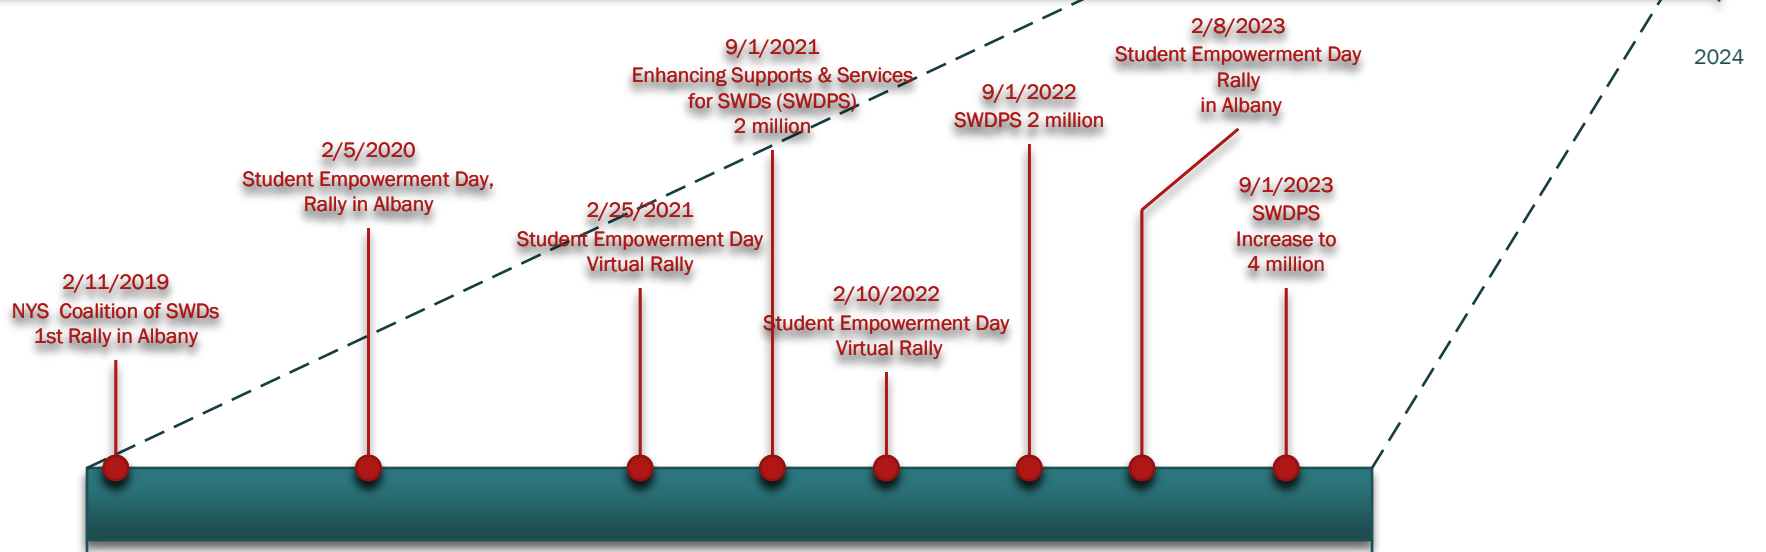 2/11/2019
NYS  Coalition of SWDs
1st Rally in Albany
2/5/2020
Student Empowerment Day,
Rally in Albany
2/25/2021
Student Empowerment Day
Virtual Rally
9/1/2021
Enhancing Supports & Services
for SWDs (SWDPS)
2 million
2/10/2022
Student Empowerment Day
Virtual Rally
9/1/2022
SWDPS 2 million
2/8/2023
Student Empowerment Day
Rally
in Albany
9/1/2023
SWDPS
Increase to
4 million
2024